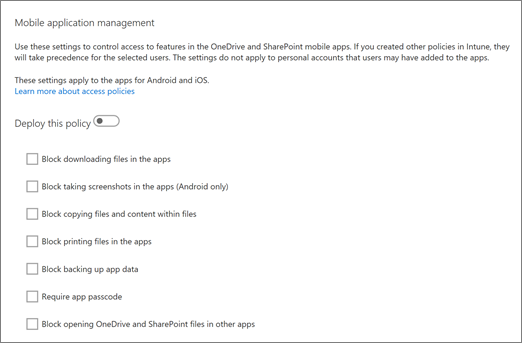 Mobile application management
Use these settings to control access to features in the OneDrive and SharePoint mobile apps. If you created other policies in Intune, they
will take precedence for the selected users. The settings do not apply to personal accounts that users may have added to the apps.
These settings apply to the apps for Android and iOS.
Learn more about access policies
Deploy this policy
Block downloading files in the apps
Block taking screenshots in the apps (Android only)
Block copying files and content within files
Block printing files in the apps
Block backing up app data
Require app passcode
Block opening OneDrive and SharePoint files in other apps